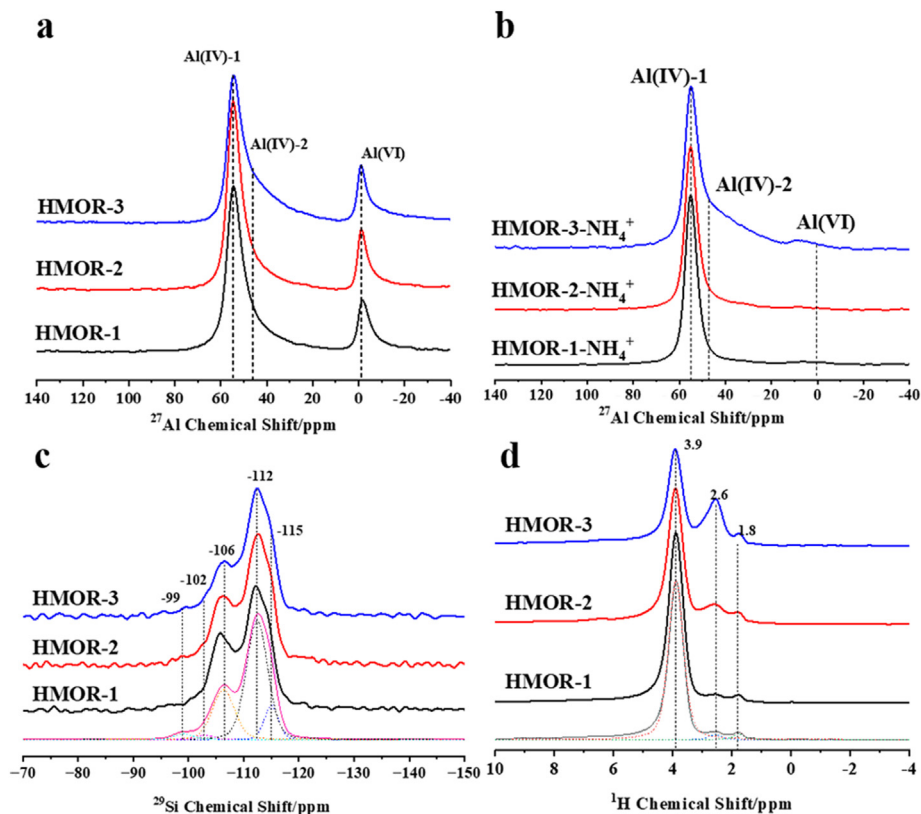 a
Al(IV)-1
Al(IV)-2
Al(VI)
HMOR-3
HMOR-2
HMOR-1
140 120 100 80 60 40 20 0 -20 -40
²⁷Al Chemical Shift/ppm
b
Al(IV)-1
Al(IV)-2
Al(VI)
HMOR-3-NH₄⁺
HMOR-2-NH₄⁺
HMOR-1-NH₄⁺
140 120 100 80 60 40 20 0 -20 -40
²⁷Al Chemical Shift/ppm
c
-112
-115
-106
-102
-99
HMOR-3
HMOR-2
HMOR-1
−70 −80 −90 −100 −110 −120 −130 −140 −150
²⁹Si Chemical Shift/ppm
d
3.9
2.6
1.8
HMOR-3
HMOR-2
HMOR-1
10 8 6 4 2 0 -2 -4
¹H Chemical Shift/ppm